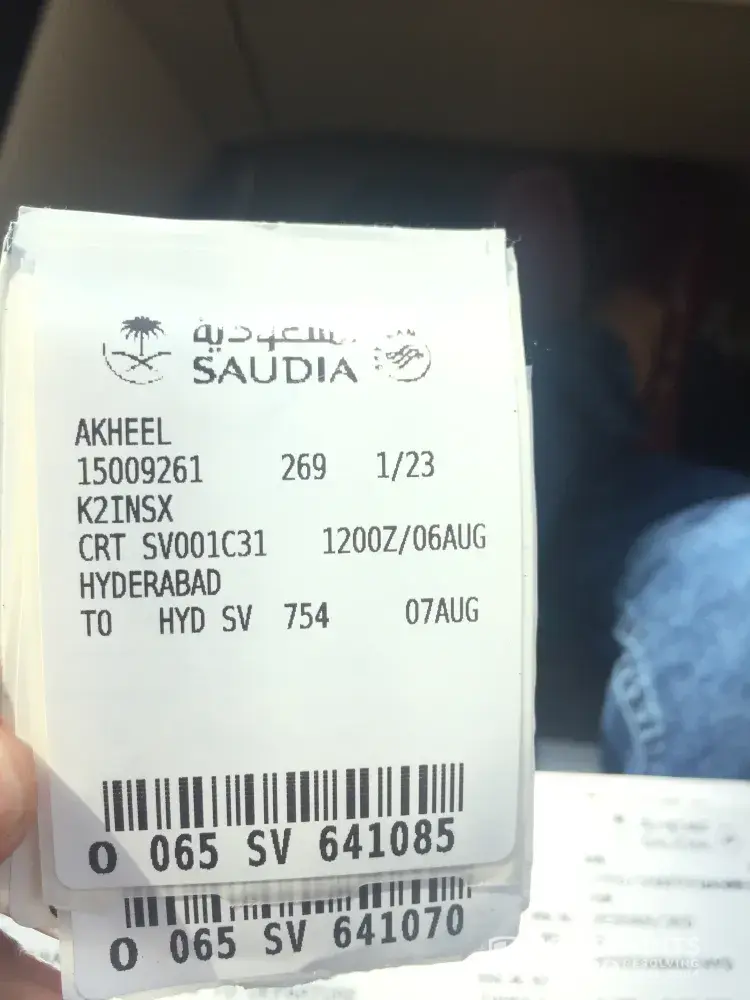 السعودية
SAUDIA
AKHEEL
15009261 269 1/23
K2INSX
CRT SV001C31 1200Z/06AUG
HYDERABAD
TO HYD SV 754 07AUG
0 065 SV 641085
0 065 SV 641070